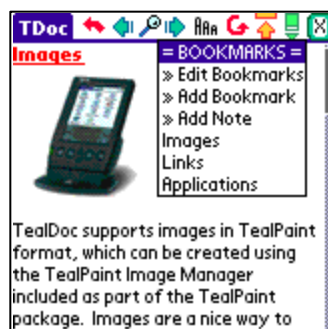 TDoc AAA
Images
= BOOKMARKS =
» Edit Bookmarks
» Add Bookmark
» Add Note
Images
Links
Applications
TealDoc supports images in TealPaint
format, which can be created using
the TealPaint Image Manager
included as part of the TealPaint
package. Images are a nice way to